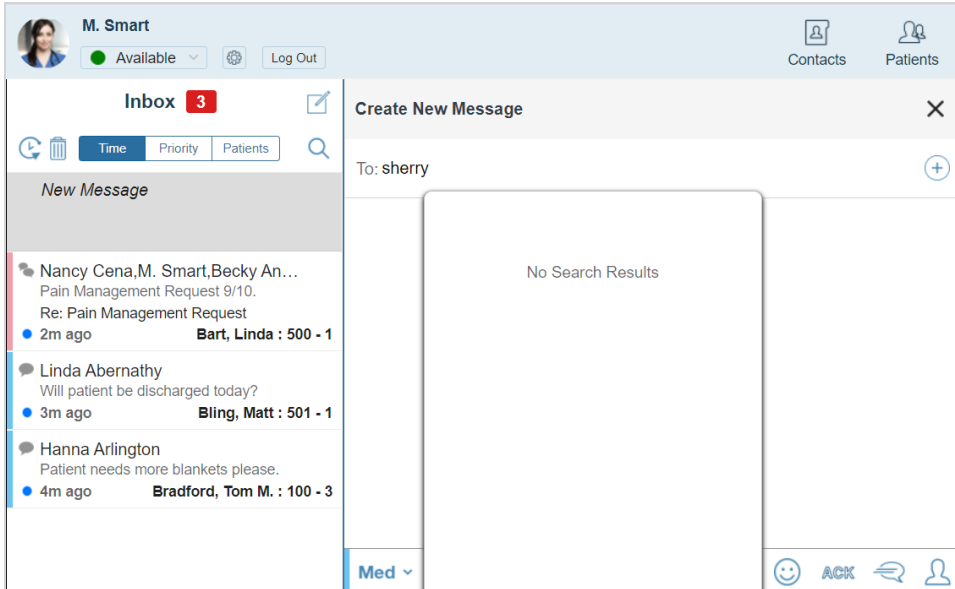 M. Smart
Available
Log Out
Contacts
Patients
Inbox 3
Time Priority Patients
New Message
Nancy Cena,M. Smart,Becky An...
Pain Management Request 9/10.
Re: Pain Management Request
2m ago Bart, Linda : 500 - 1
Linda Abernathy
Will patient be discharged today?
3m ago Bling, Matt : 501 - 1
Hanna Arlington
Patient needs more blankets please.
4m ago Bradford, Tom M. : 100 - 3
Create New Message
To: sherry
No Search Results
Med
ACK